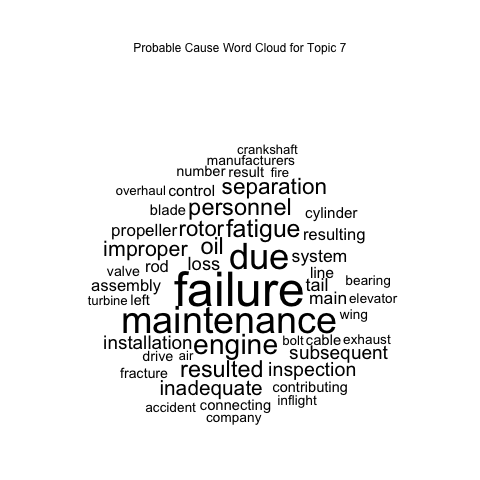 Probable Cause Word Cloud for Topic 7
crankshaft
manufacturers
number result fire
overhaul control separation
blade personnel cylinder
propeller rotor fatigue resulting
improper oil due system
valve rod loss line
assembly failure tail bearing
turbine left main elevator
maintenance wing
installation engine bolt cable exhaust
drive air subsequent
fracture resulted inspection
inadequate contributing
accident connecting inflight
company